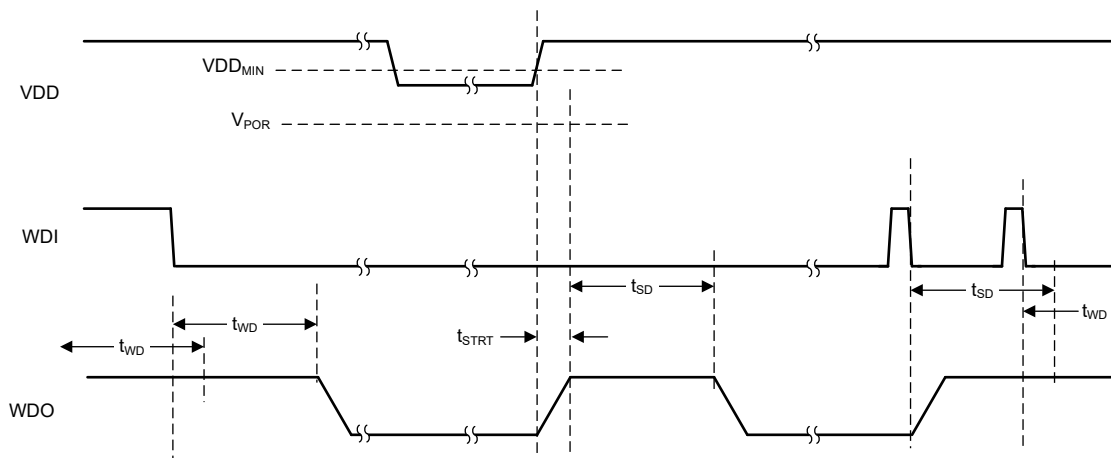 VDD_MIN
VDD
V_POR
WDI
t_SD
t_SD
t_WD
t_WD
t_STRT
t_WD
WDO